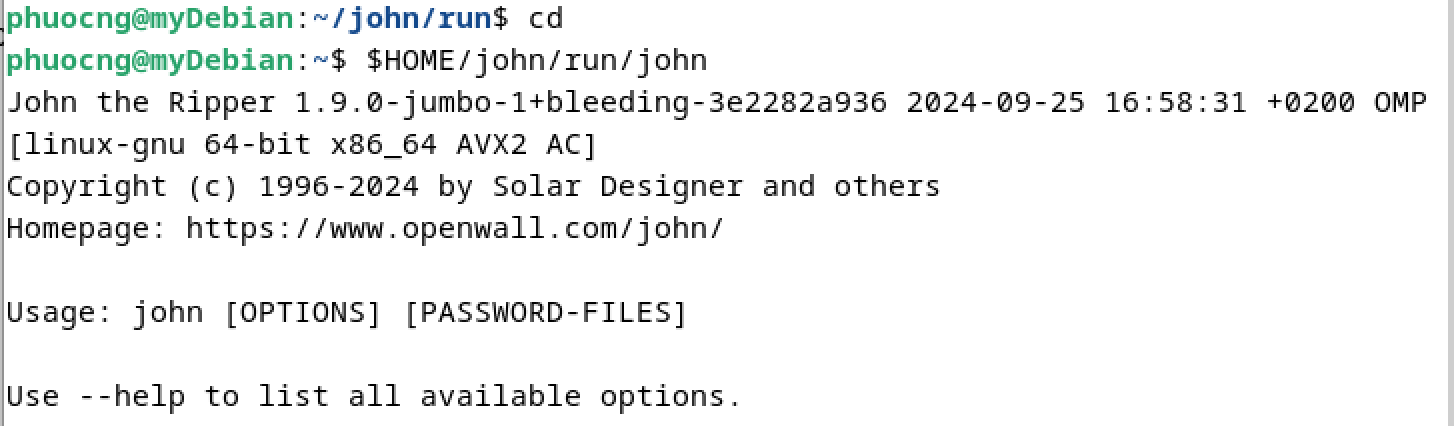 phuocng@myDebian:~/john/run$ cd
phuocng@myDebian:~$ $HOME/john/run/john
John the Ripper 1.9.0-jumbo-1+bleeding-3e2282a936 2024-09-25 16:58:31 +0200 OMP
[linux-gnu 64-bit x86_64 AVX2 AC]
Copyright (c) 1996-2024 by Solar Designer and others
Homepage: https://www.openwall.com/john/

Usage: john [OPTIONS] [PASSWORD-FILES]

Use --help to list all available options.